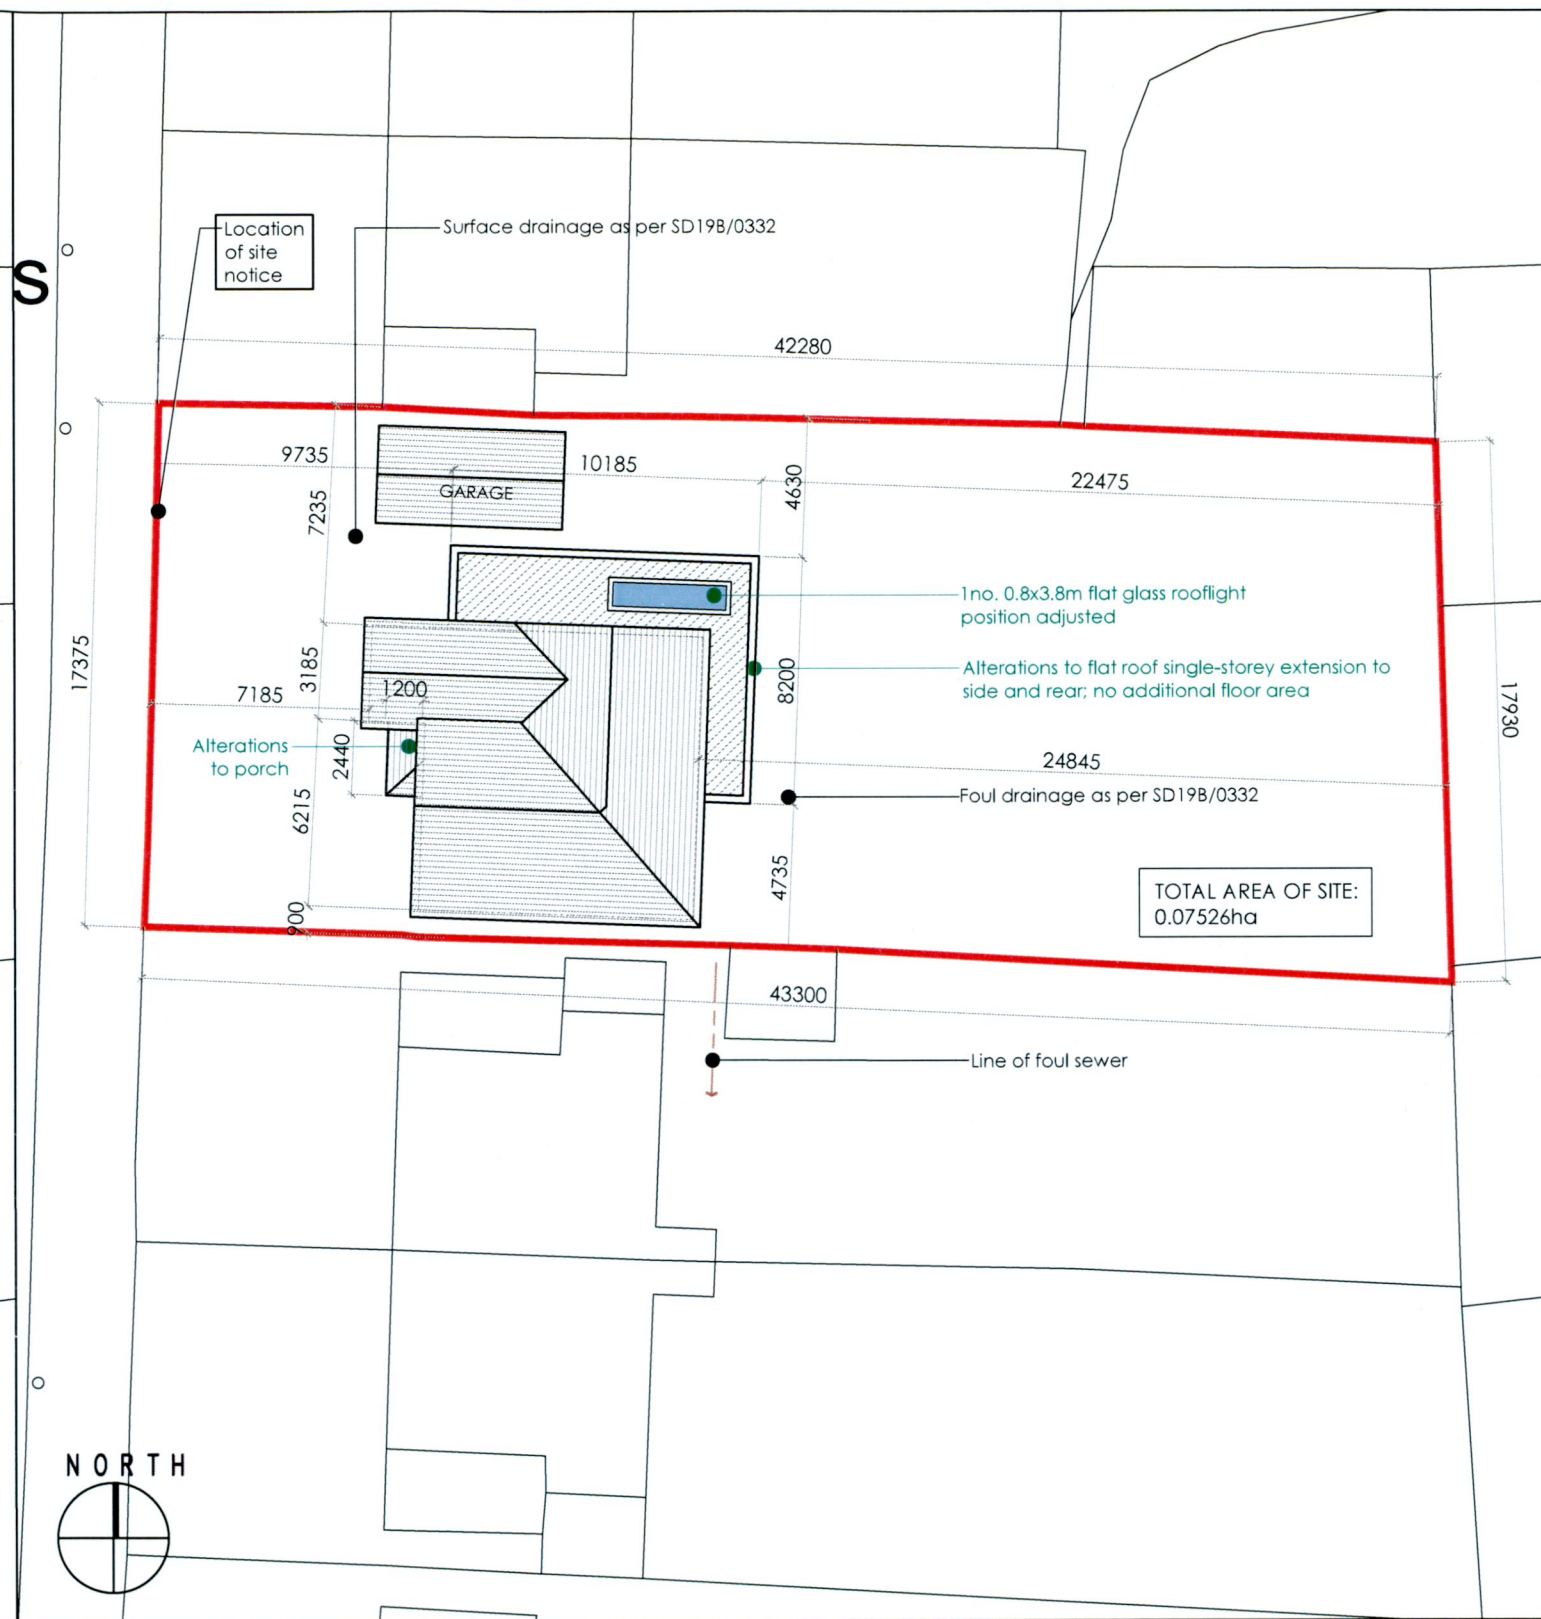 Location
of site
notice
Surface drainage as per SD19B/0332
S
42280
9735
10185
4630
22475
GARAGE
7235
1no. 0.8x3.8m flat glass rooflight
position adjusted
17375
3185
1200
7185
8200
Alterations to flat roof single-storey extension to
side and rear; no additional floor area
17930
Alterations
to porch
2440
24845
6215
Foul drainage as per SD19B/0332
4735
900
TOTAL AREA OF SITE:
0.07526ha
43300
Line of foul sewer
NORTH